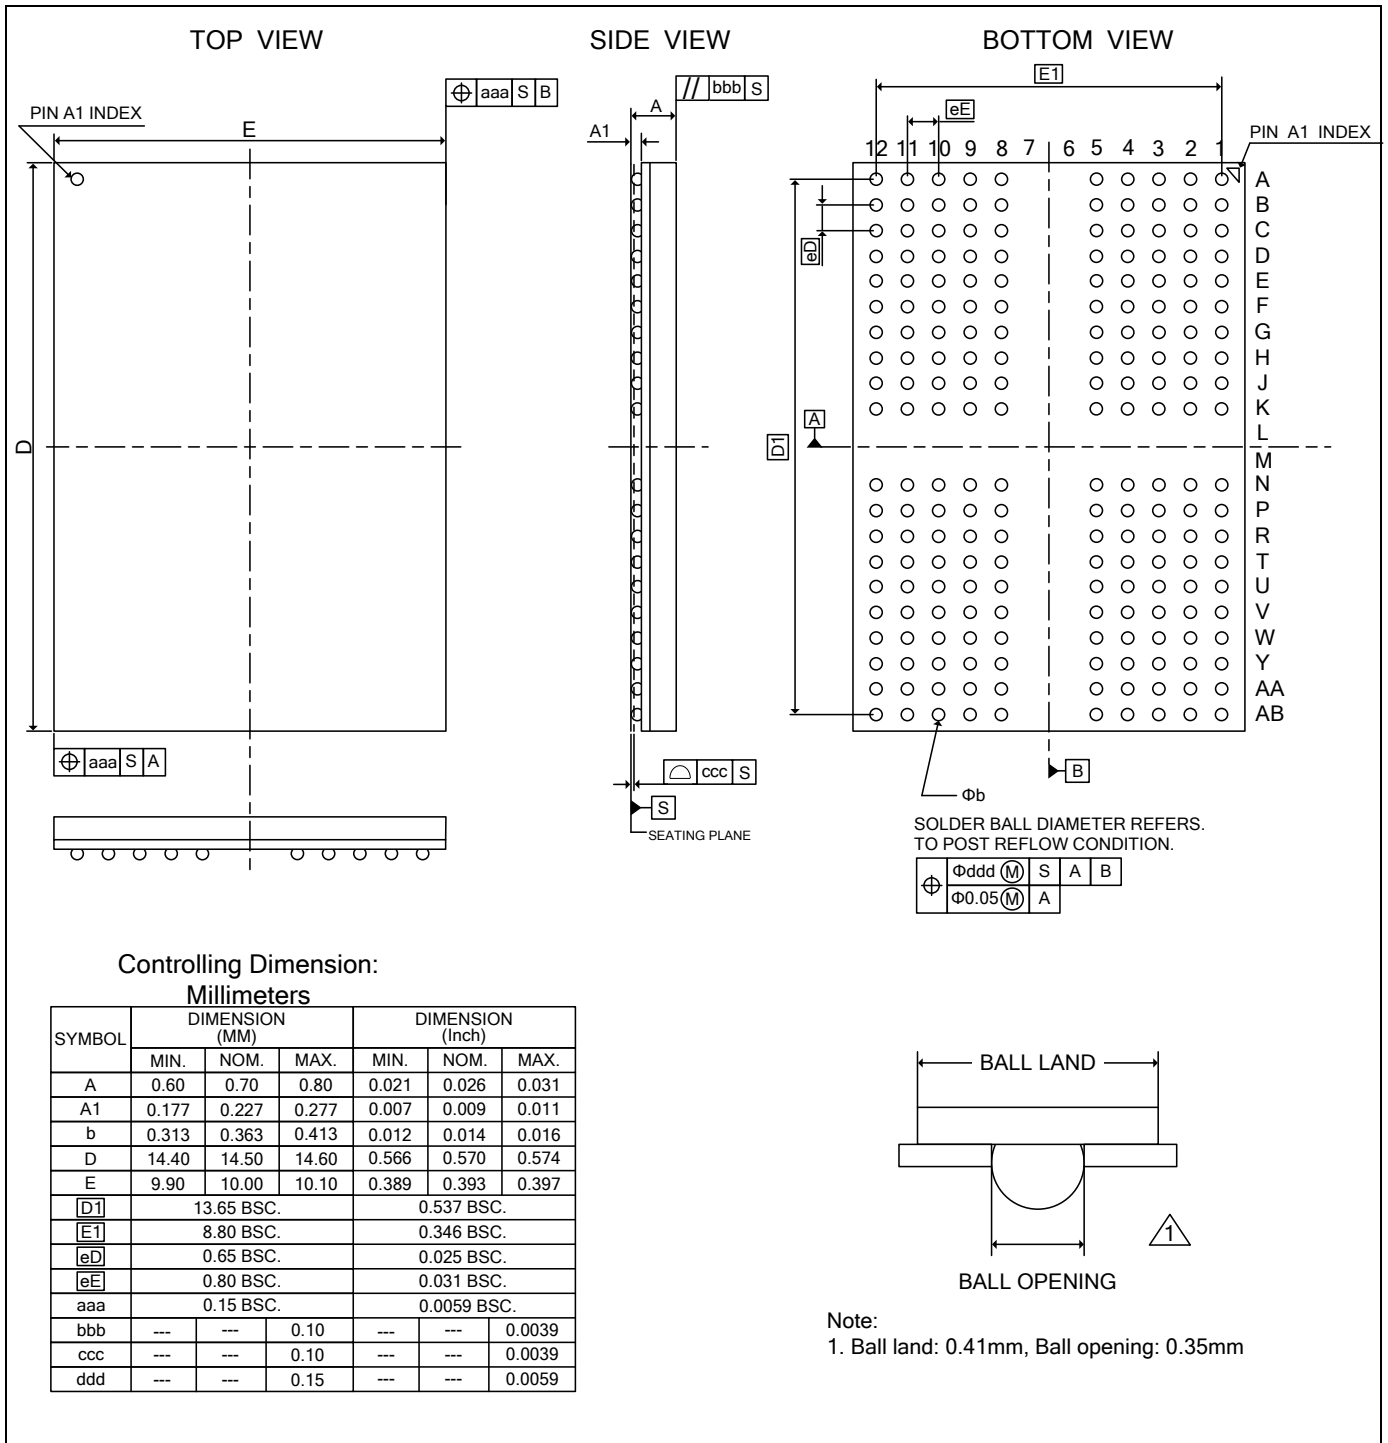 TOP VIEW
SIDE VIEW
BOTTOM VIEW
aaa S B
PIN A1 INDEX
E
D
aaa S A
// bbb S
A
A1
ccc S
S
SEATING PLANE
E1
eE
PIN A1 INDEX
12 11 10 9 8 7 6 5 4 3 2 1
A
B
C
D
E
F
G
H
J
K
L
M
N
P
R
T
U
V
W
Y
AA
AB
eD
D1
A
B
Φb
SOLDER BALL DIAMETER REFERS.
TO POST REFLOW CONDITION.
Φddd M S A B
Φ0.05 M A
Controlling Dimension:
Millimeters
SYMBOL DIMENSION (MM) DIMENSION (Inch)
MIN. NOM. MAX. MIN. NOM. MAX.
A 0.60 0.70 0.80 0.021 0.026 0.031
A1 0.177 0.227 0.277 0.007 0.009 0.011
b 0.313 0.363 0.413 0.012 0.014 0.016
D 14.40 14.50 14.60 0.566 0.570 0.574
E 9.90 10.00 10.10 0.389 0.393 0.397
D1 13.65 BSC. 0.537 BSC.
E1 8.80 BSC. 0.346 BSC.
eD 0.65 BSC. 0.025 BSC.
eE 0.80 BSC. 0.031 BSC.
aaa 0.15 BSC. 0.0059 BSC.
bbb --- --- 0.10 --- --- 0.0039
ccc --- --- 0.10 --- --- 0.0039
ddd --- --- 0.15 --- --- 0.0059
BALL LAND
1
BALL OPENING
Note:
1. Ball land: 0.41mm, Ball opening: 0.35mm